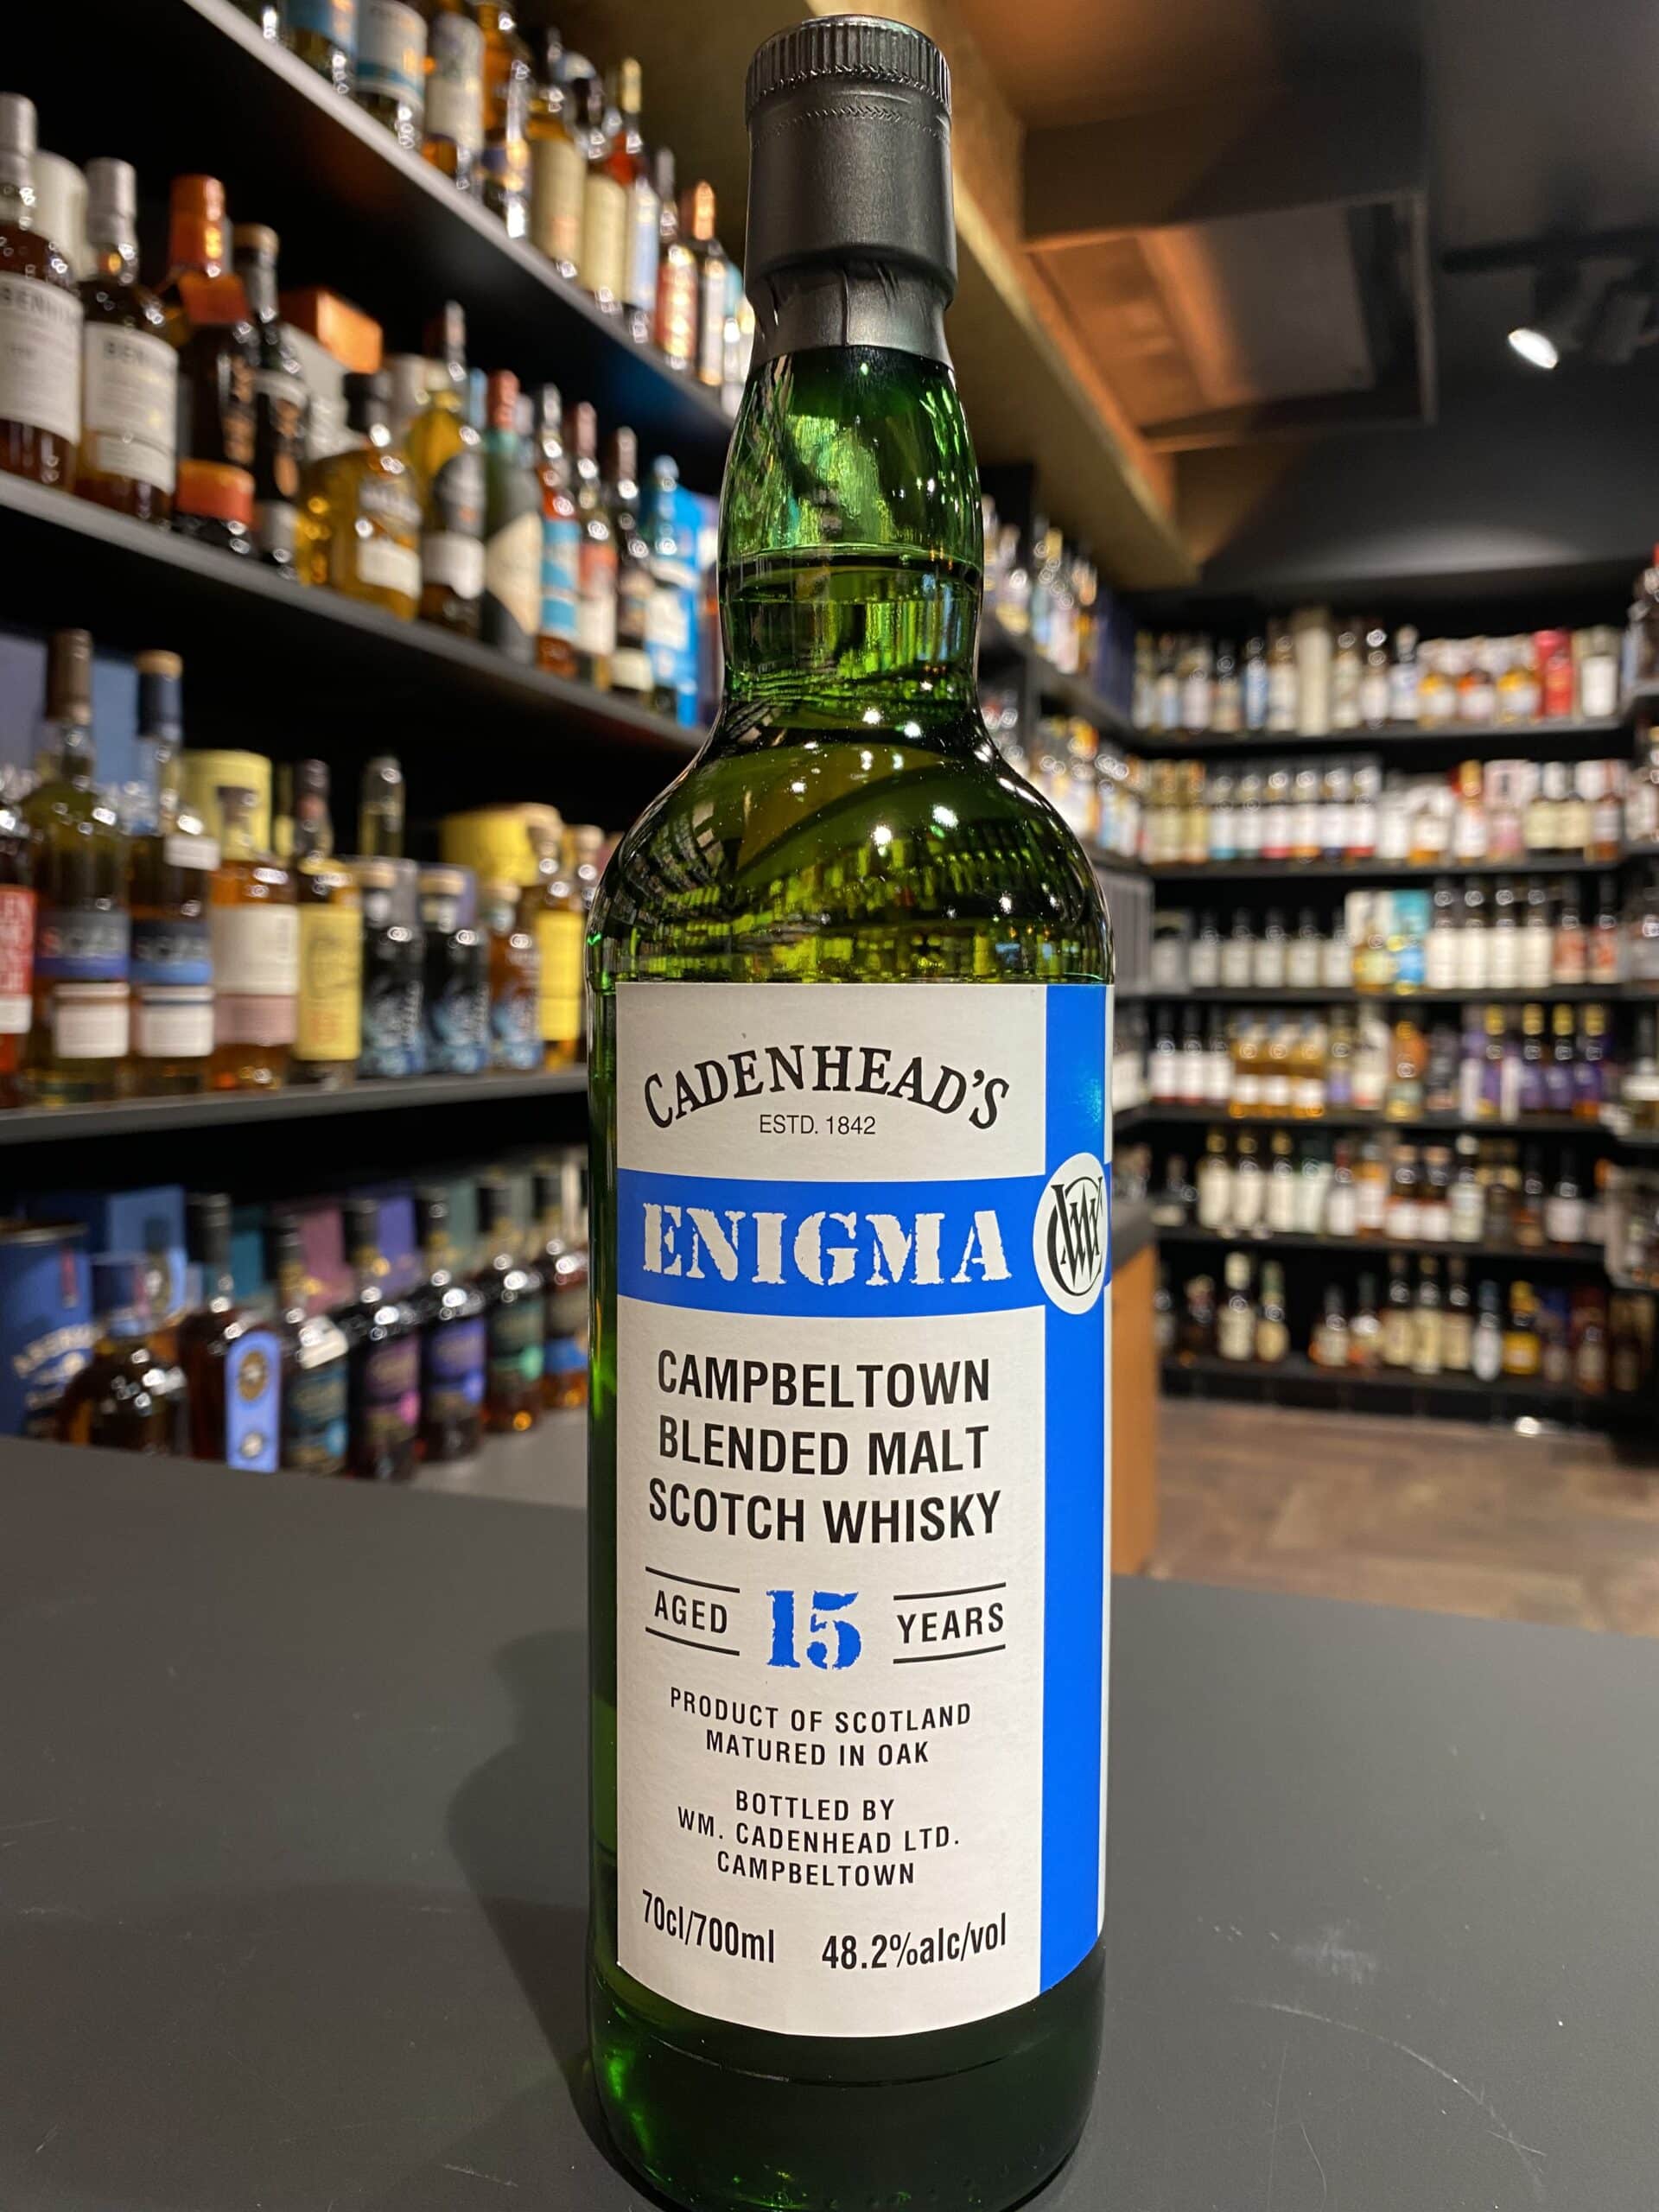 CADENHEAD'S
ESTD. 1842
ENIGMA
CAMPBELTOWN
BLENDED MALT
SCOTCH WHISKY
AGED 15 YEARS
PRODUCT OF SCOTLAND
MATURED IN OAK
BOTTLED BY
WM. CADENHEAD LTD.
CAMPBELTOWN
70cl/700ml 48.2%alc/vol